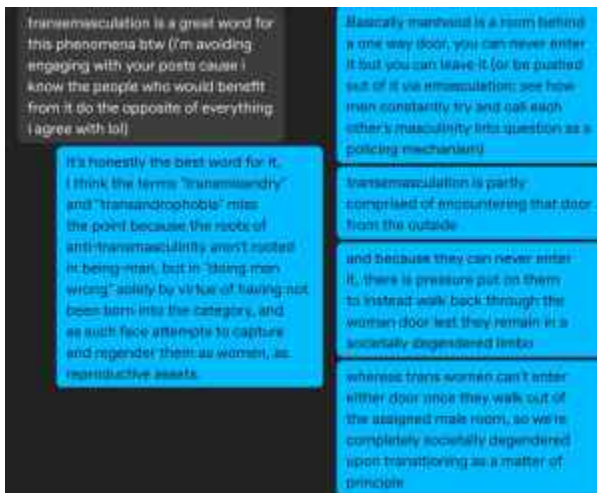 transemasculation is a great word for
this phenomena btw (i'm avoiding
engaging with your posts cause i
know the people who would benefit
from it do the opposite of everything
i agree with lol)
it's honestly the best word for it.
I think the terms "transmisandry"
and "transandrophobia" miss
the point because the roots of
anti-transmasculinity aren't rooted
in being-man, but in "doing man
wrong" solely by virtue of having not
been born into the category, and
as such face attempts to capture
and regender them as women, as
reproductive assets.
Basically manhood is a room behind
a one way door, you can never enter
it but you can leave it (or be pushed
out of it via emasculation; see how
men constantly try and call each
other's masculinity into question as a
policing mechanism)
transemasculation is partly
comprised of encountering that door
from the outside
and because they can never enter
it, there is pressure put on them
to instead walk back through the
woman door lest they remain in a
societally degendered limbo
whereas trans women can't enter
either door once they walk out of
the assigned male room, so we're
completely societally degendered
upon transitioning as a matter of
principle